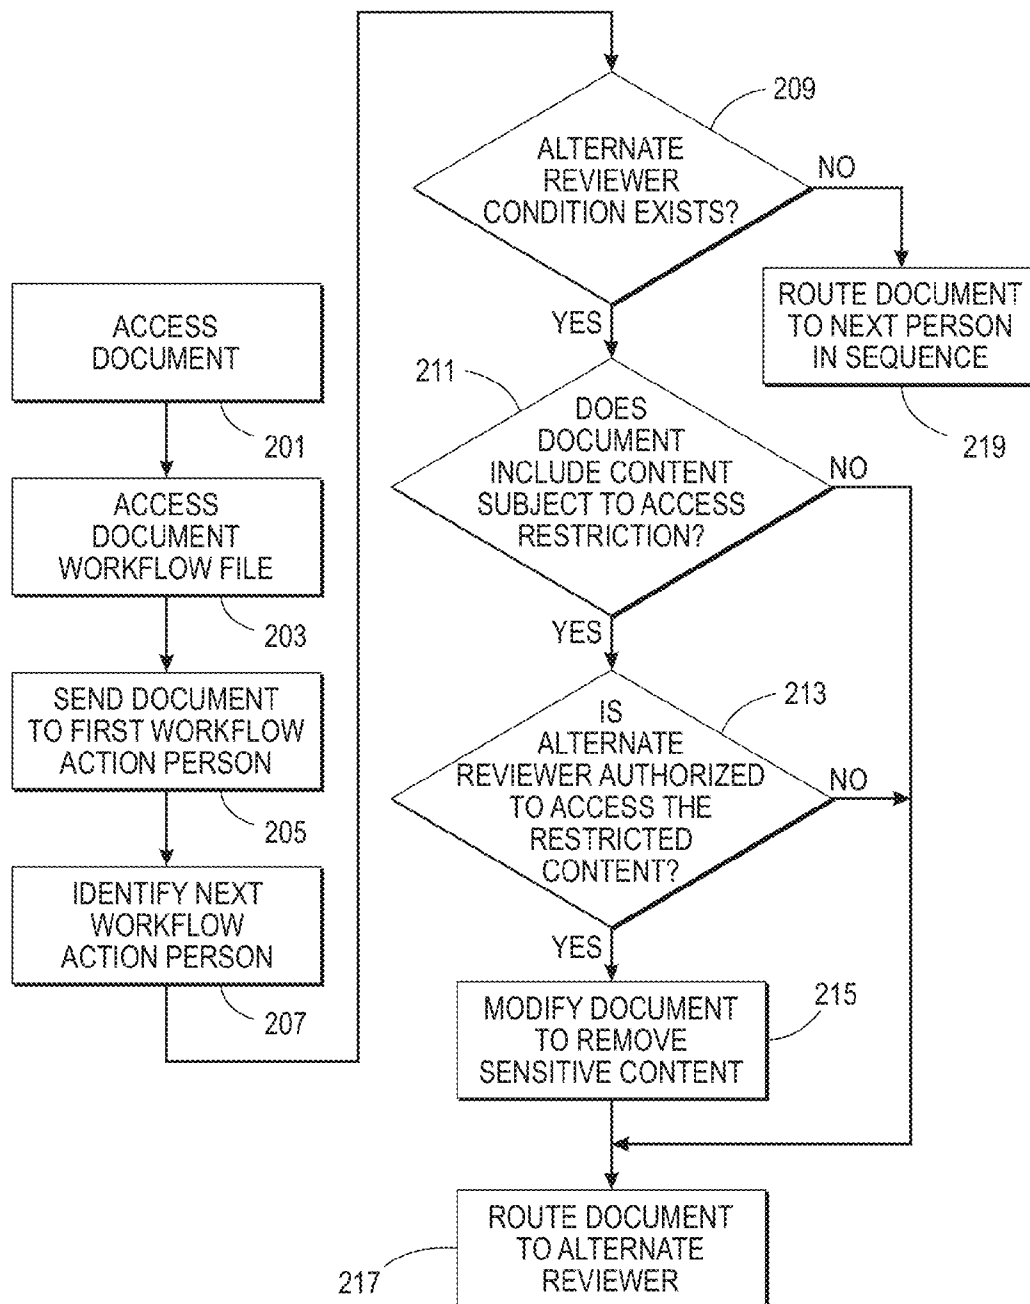 ACCESS
DOCUMENT
201
ACCESS
DOCUMENT
WORKFLOW FILE
203
SEND DOCUMENT
TO FIRST WORKFLOW
ACTION PERSON
205
IDENTIFY NEXT
WORKFLOW
ACTION PERSON
207
209
ALTERNATE
REVIEWER
CONDITION EXISTS?
NO
YES
ROUTE DOCUMENT
TO NEXT PERSON
IN SEQUENCE
219
211
DOES
DOCUMENT
INCLUDE CONTENT
SUBJECT TO ACCESS
RESTRICTION?
NO
YES
213
IS
ALTERNATE
REVIEWER AUTHORIZED
TO ACCESS THE
RESTRICTED
CONTENT?
NO
YES
215
MODIFY DOCUMENT
TO REMOVE
SENSITIVE CONTENT
ROUTE DOCUMENT
TO ALTERNATE
REVIEWER
217